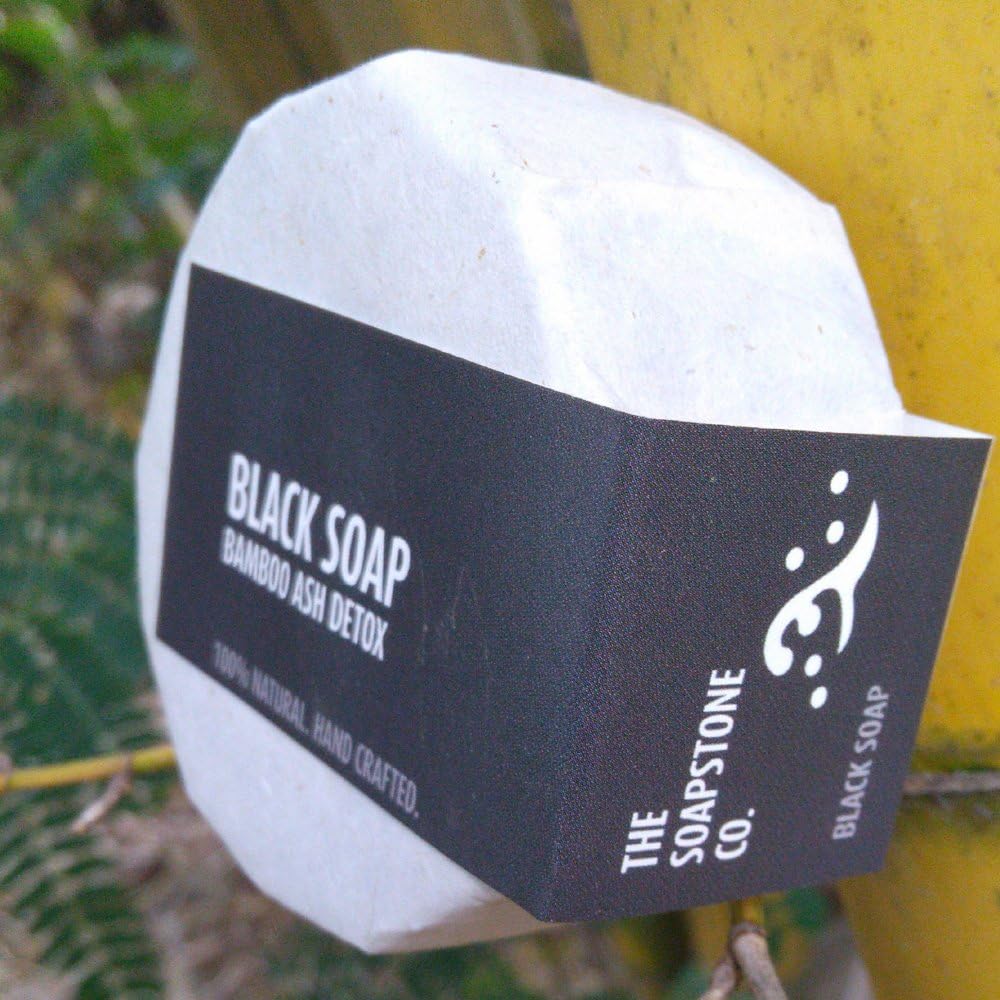 BLACK SOAP
BAMBOO ASH DETOX
100% NATURAL. HAND CRAFTED.
THE
SOAPSTONE
CO.
BLACK SOAP